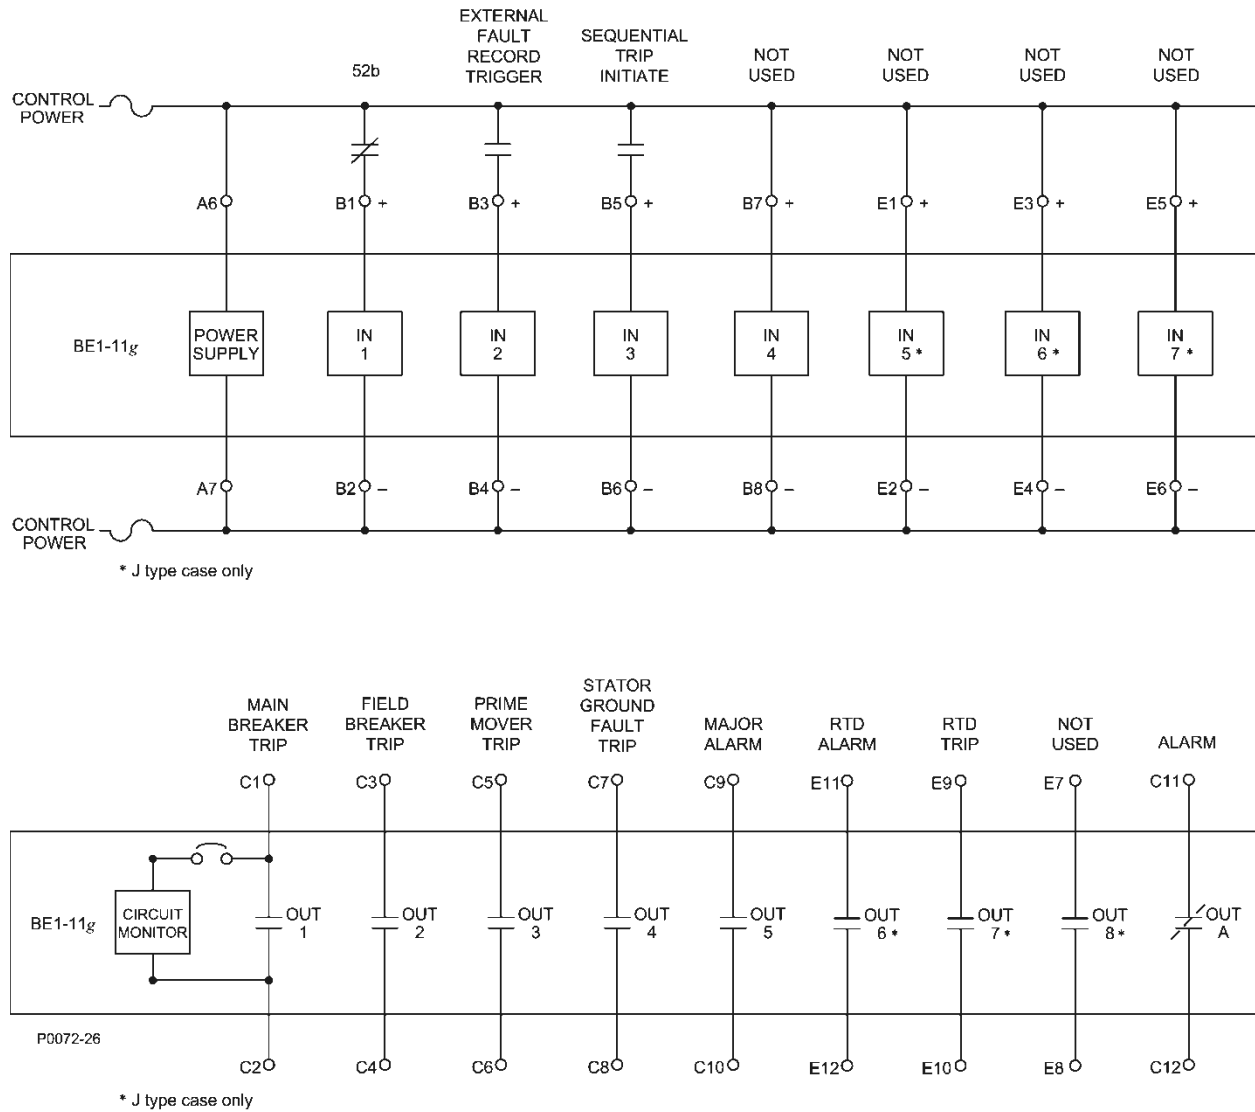 EXTERNAL
FAULT
RECORD
TRIGGER
SEQUENTIAL
TRIP
INITIATE
52b
NOT
USED
NOT
USED
NOT
USED
NOT
USED
CONTROL
POWER
A6
B1 +
B3 +
B5 +
B7 +
E1 +
E3 +
E5 +
BE1-11g
POWER
SUPPLY
IN
1
IN
2
IN
3
IN
4
IN
5 *
IN
6 *
IN
7 *
A7
B2 –
B4 –
B6 –
B8 –
E2 –
E4 –
E6 –
CONTROL
POWER
* J type case only
MAIN
BREAKER
TRIP
FIELD
BREAKER
TRIP
PRIME
MOVER
TRIP
STATOR
GROUND
FAULT
TRIP
MAJOR
ALARM
RTD
ALARM
RTD
TRIP
NOT
USED
ALARM
C1
C3
C5
C7
C9
E11
E9
E7
C11
BE1-11g
CIRCUIT
MONITOR
OUT
1
OUT
2
OUT
3
OUT
4
OUT
5
OUT
6 *
OUT
7 *
OUT
8 *
OUT
A
P0072-26
C2
C4
C6
C8
C10
E12
E10
E8
C12
* J type case only